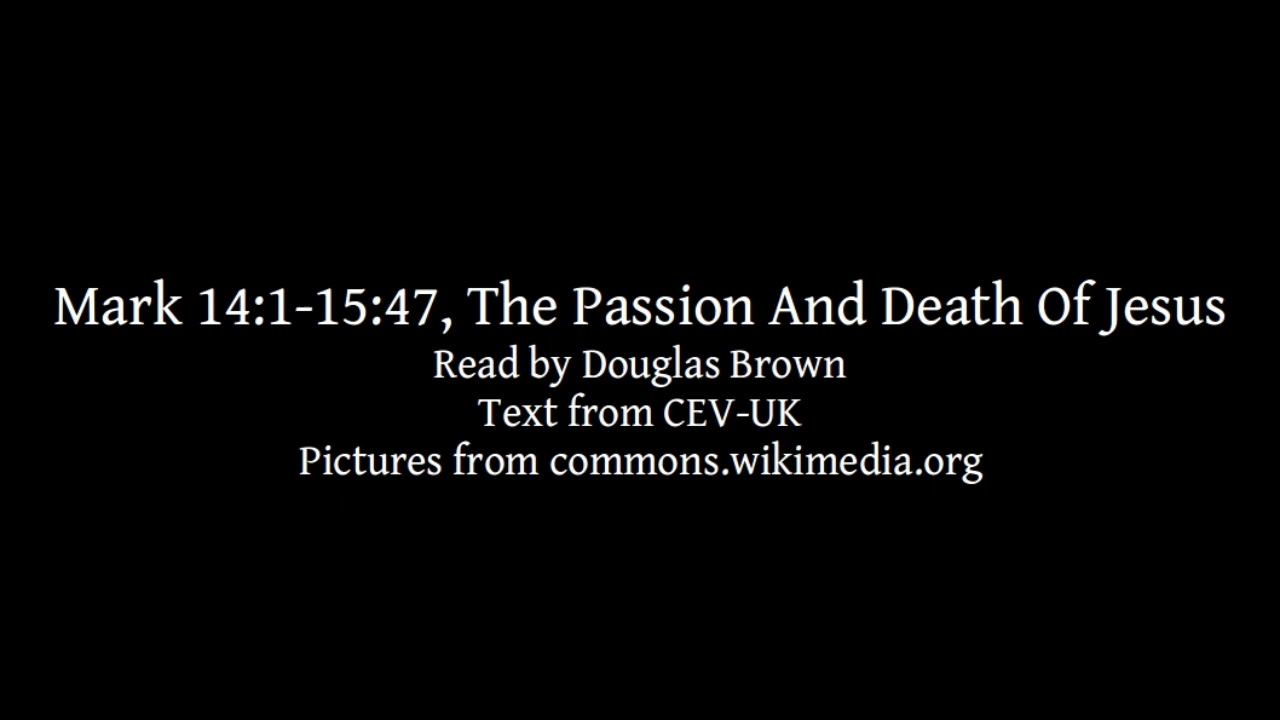 Mark 14:1-15:47, The Passion And Death Of Jesus
Read by Douglas Brown
Text from CEV-UK
Pictures from commons.wikimedia.org